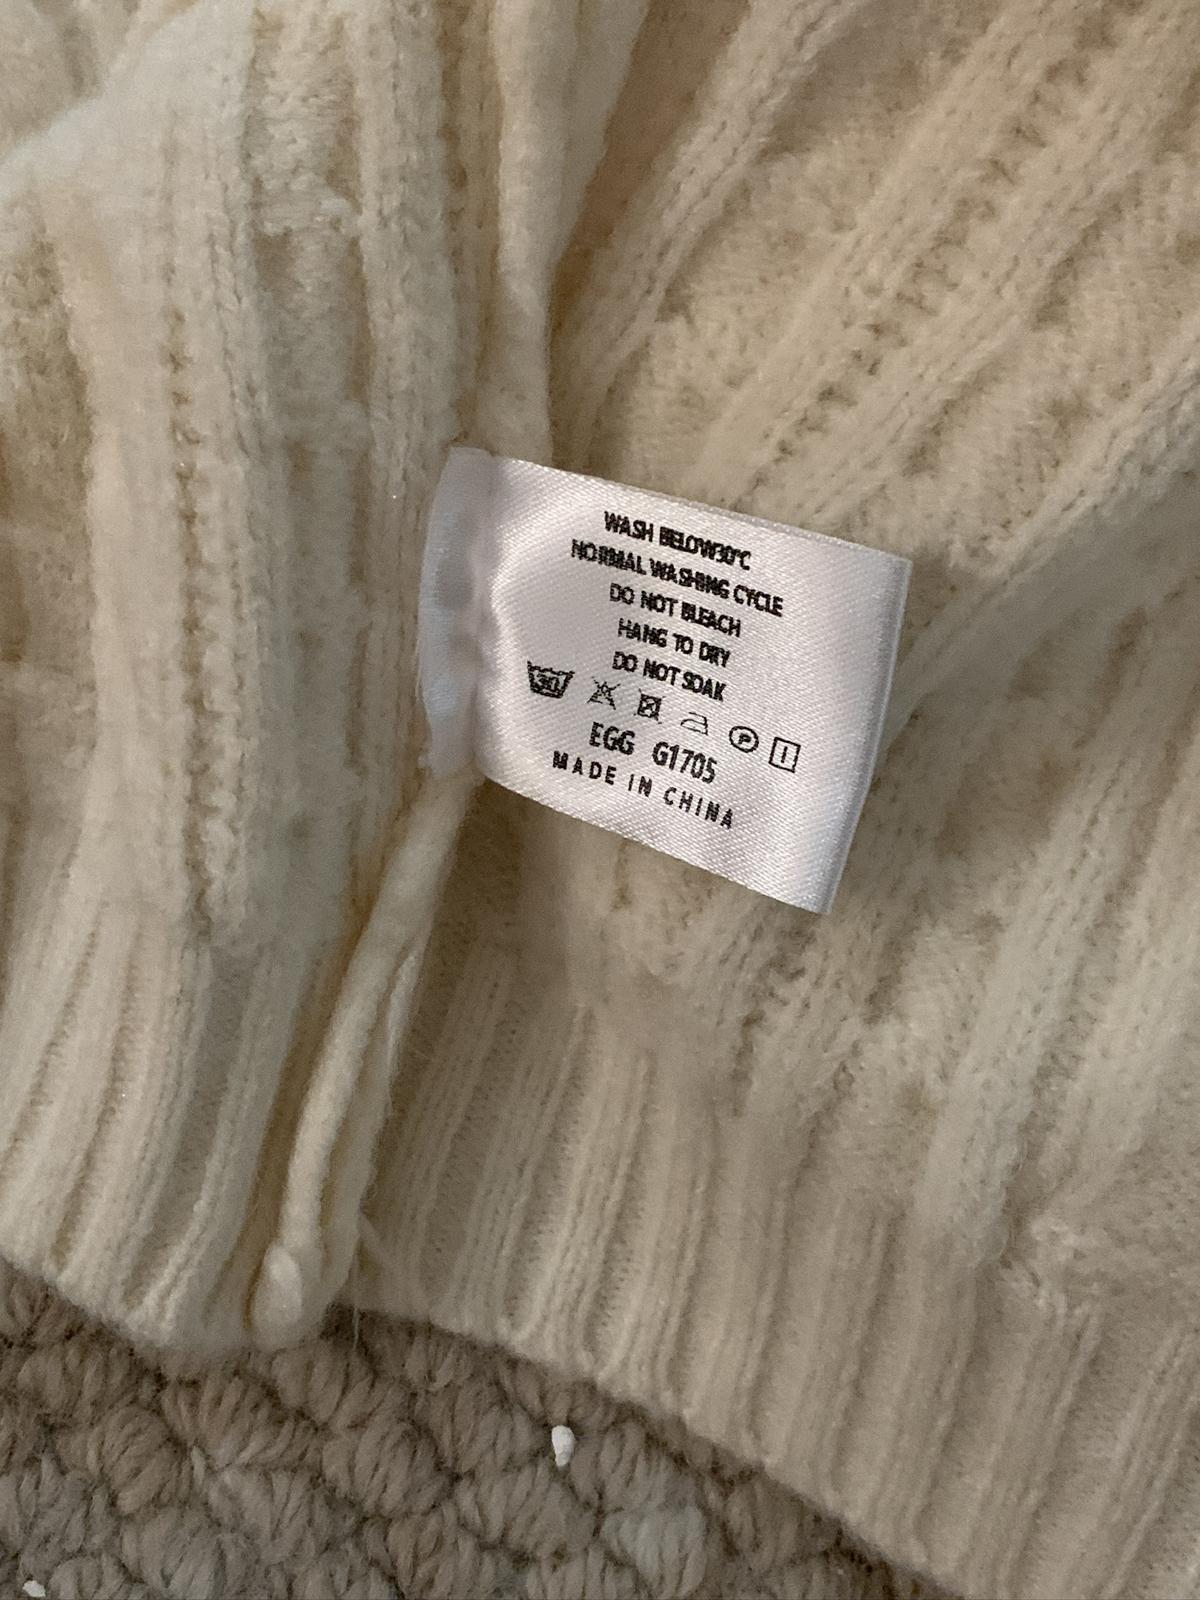 WASH BELOW30°C
NORMAL WASHING CYCLE
DO NOT BLEACH
HANG TO DRY
DO NOT SOAK
30 P
EGG G1705
MADE IN CHINA